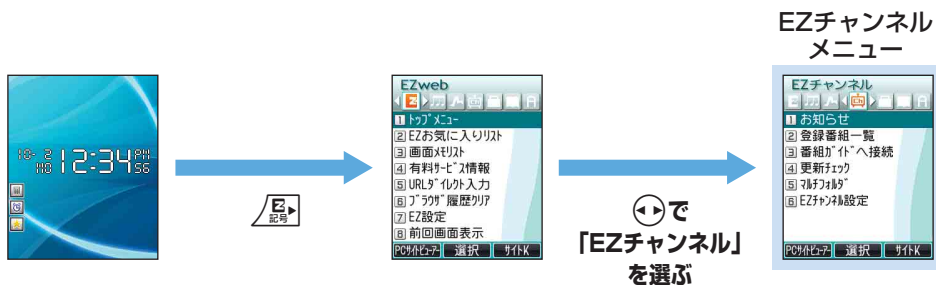 EZチャンネル
メニュー
10- 2
MO
12:34
PM
56
記号
EZweb
1 トップメニュー
2 EZお気に入りリスト
3 画面メモリスト
4 有料サービス情報
5 URLダイレクト入力
6 ブラウザ履歴クリア
7 EZ設定
8 前回画面表示
PCサイトビューアー 選択 サイトK
で
「EZチャンネル」
を選ぶ
EZチャンネル
1 お知らせ
2 登録番組一覧
3 番組ガイドへ接続
4 更新チェック
5 マルチフォルダ
6 EZチャンネル設定
PCサイトビューアー 選択 サイトK